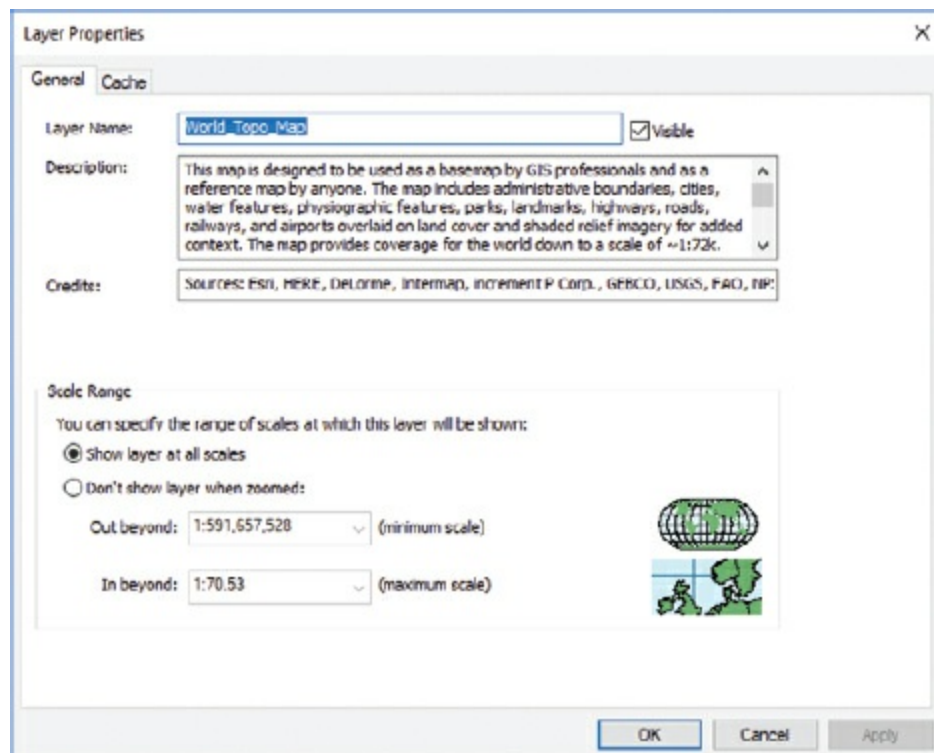 Layer Properties
General Cache
Layer Name: World_Topo_Map Visible
Description: This map is designed to be used as a basemap by GIS professionals and as a
reference map by anyone. The map includes administrative boundaries, cities,
water features, physiographic features, parks, landmarks, highways, roads,
railways, and airports overlaid on land cover and shaded relief imagery for added
context. The map provides coverage for the world down to a scale of ~1:72k.
Credits: Sources: Esri, HERE, DeLorme, Intermap, increment P Corp., GEBCO, USGS, FAO, NPS
Scale Range
You can specify the range of scales at which this layer will be shown:
Show layer at all scales
Don't show layer when zoomed:
Out beyond: 1:591,657,528 (minimum scale)
In beyond: 1:70.53 (maximum scale)
OK Cancel Apply